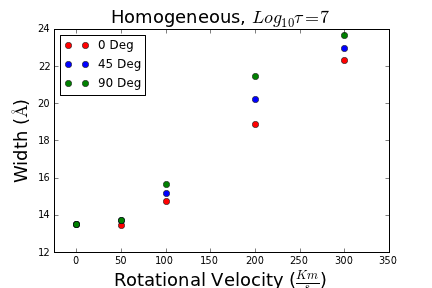 Homogeneous, Log₁₀τ=7
24
22
20
18
16
14
12
Width (Å)
0 Deg
45 Deg
90 Deg
0 50 100 150 200 250 300 350
Rotational Velocity (Km/s)